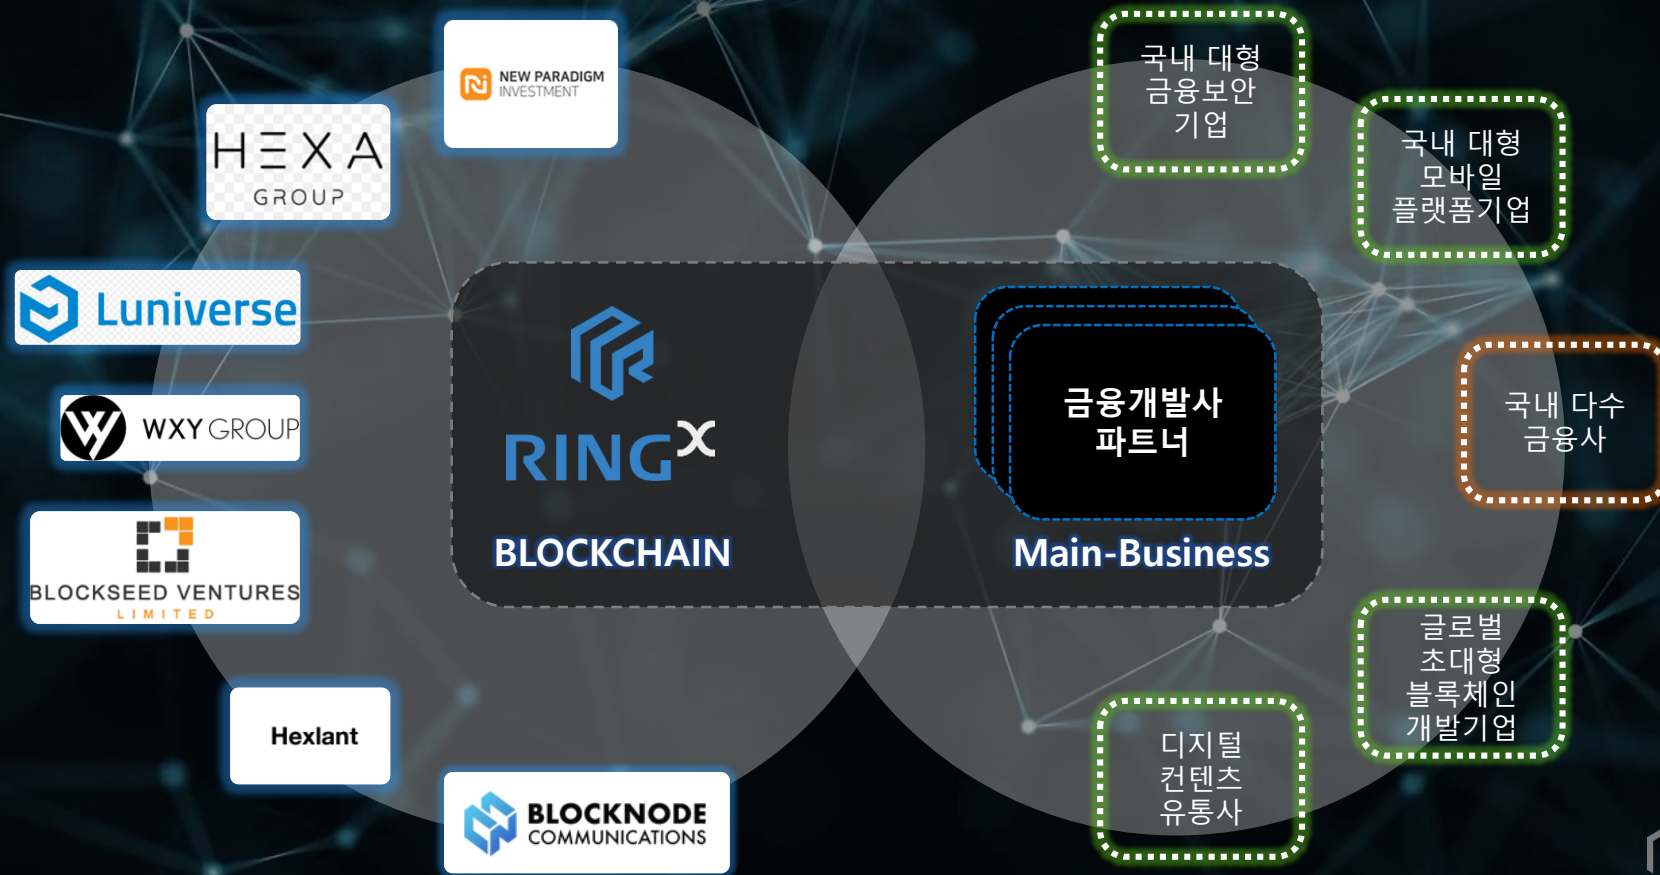 NEW PARADIGM
INVESTMENT
HEXA
GROUP
Luniverse
WXY GROUP
BLOCKSEED VENTURES
LIMITED
Hexlant
BLOCKNODE
COMMUNICATIONS
RINGX
BLOCKCHAIN
금융개발사
파트너
Main-Business
국내 대형
금융보안
기업
국내 대형
모바일
플랫폼기업
국내 다수
금융사
글로벌
초대형
블록체인
개발기업
디지털
컨텐츠
유통사